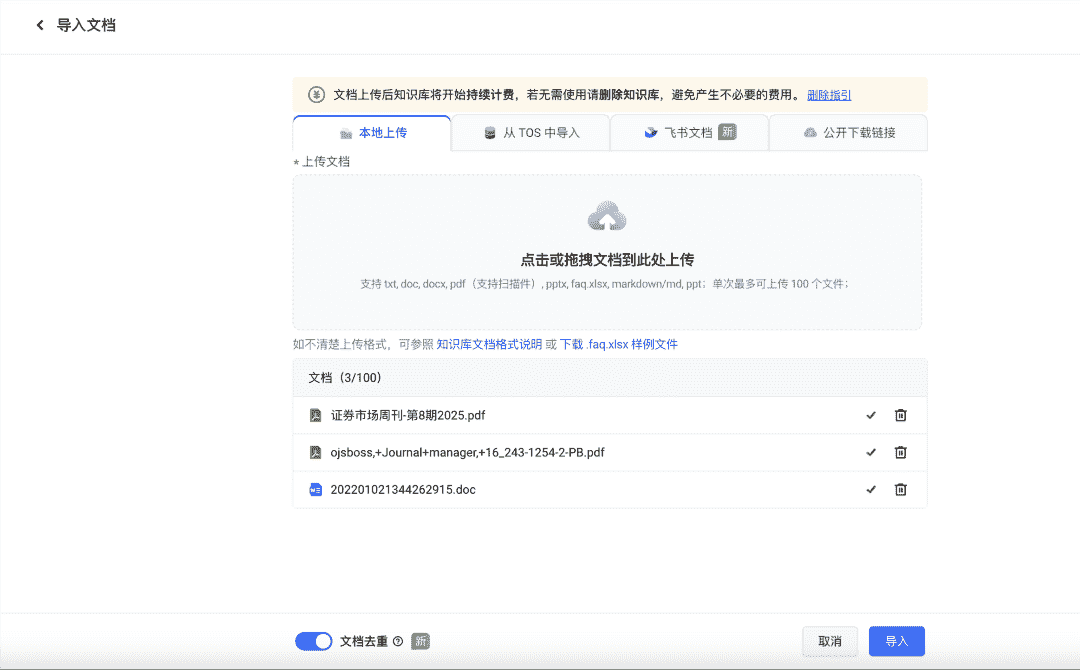 导入文档
文档上传后知识库将开始持续计费，若无需使用请删除知识库，避免产生不必要的费用。 删除指引
本地上传 从 TOS 中导入 飞书文档 新 公开下载链接
* 上传文档
点击或拖拽文档到此处上传
支持 txt, doc, docx, pdf（支持扫描件）, pptx, faq.xlsx, markdown/md, ppt；单次最多可上传 100 个文件；
如不清楚上传格式，可参照 知识库文档格式说明 或 下载 .faq.xlsx 样例文件
文档（3/100）
证券市场周刊-第8期2025.pdf
ojsboss,+Journal+manager,+16_243-1254-2-PB.pdf
202201021344262915.doc
文档去重 新 取消 导入